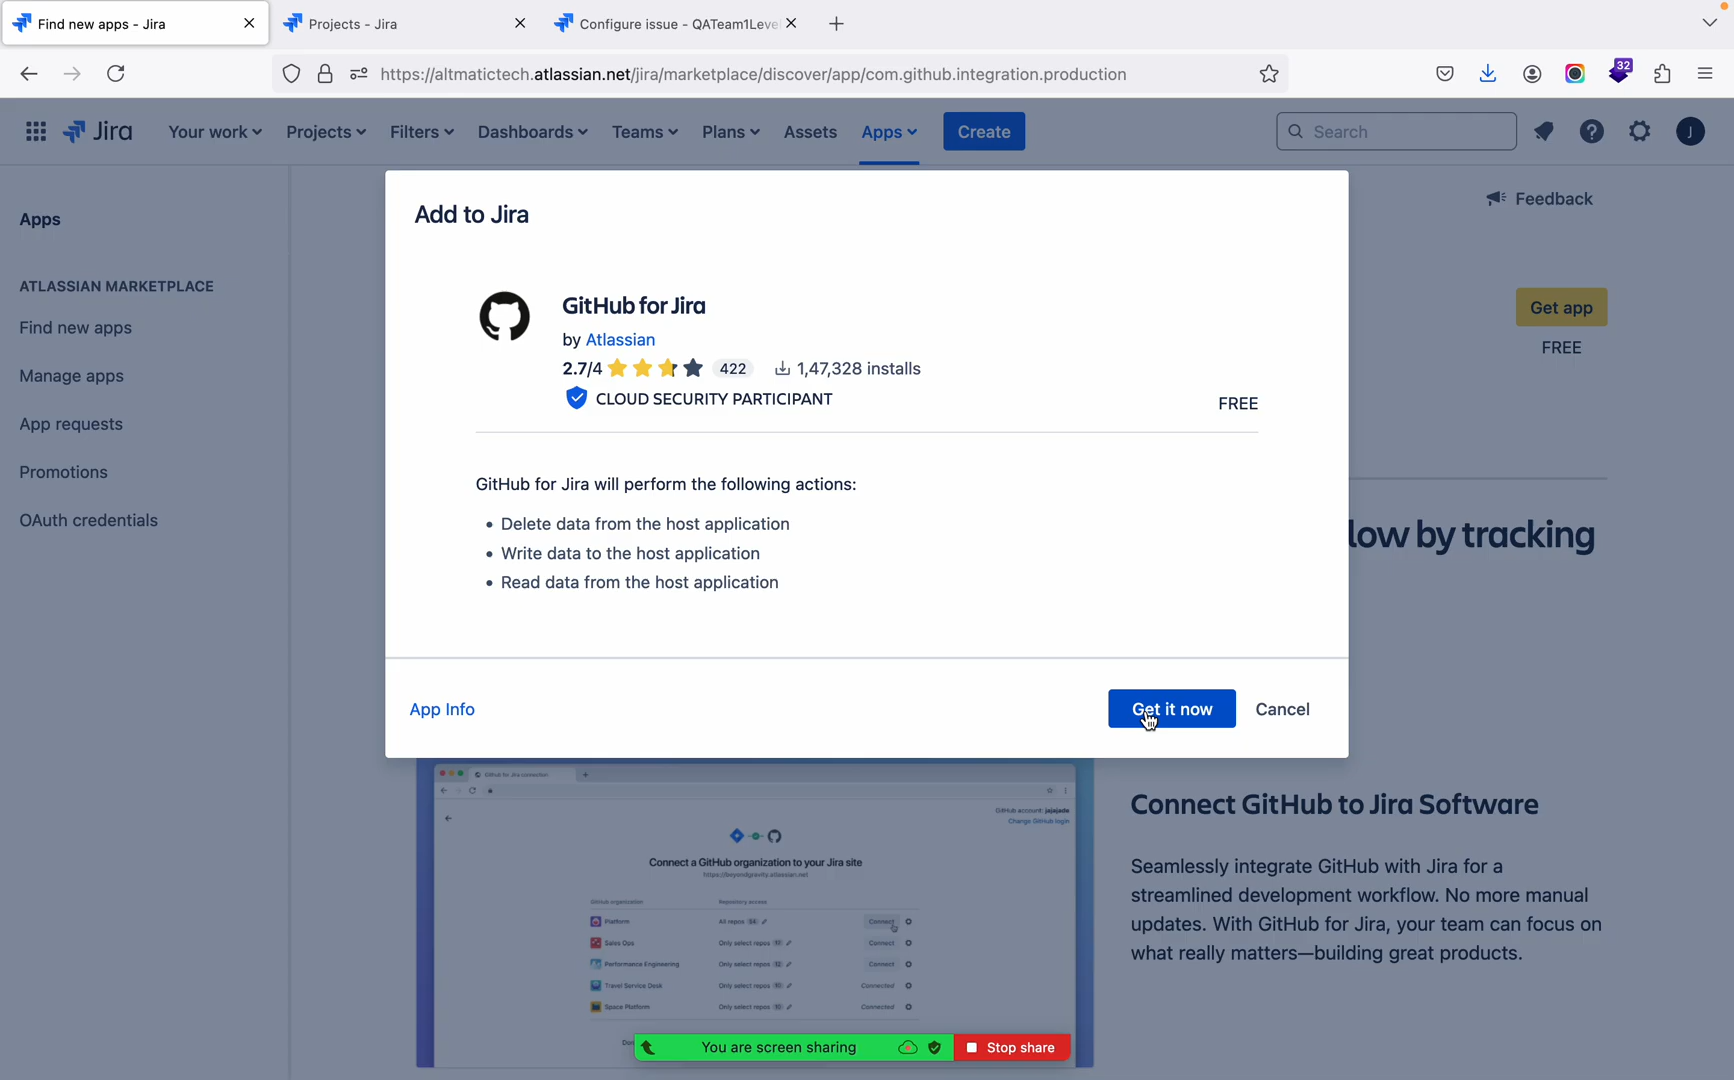 Find new apps - Jira
Projects - Jira
Configure issue - QATeam1Level
https://altmatictech.atlassian.net/jira/marketplace/discover/app/com.github.integration.production
32
Jira
Your work
Projects
Filters
Dashboards
Teams
Plans
Assets
Apps
Create
Search
J
Apps
ATLASSIAN MARKETPLACE
Find new apps
Manage apps
App requests
Promotions
OAuth credentials
Feedback
Get app
FREE
Add to Jira
GitHub for Jira
by Atlassian
2.7/4 422 1,47,328 installs
CLOUD SECURITY PARTICIPANT
FREE
GitHub for Jira will perform the following actions:
• Delete data from the host application
• Write data to the host application
• Read data from the host application
low by tracking
App Info
Get it now
Cancel
Connect GitHub to Jira Software
Seamlessly integrate GitHub with Jira for a
streamlined development workflow. No more manual
updates. With GitHub for Jira, your team can focus on
what really matters—building great products.
GitHub for Jira connection
GitHub account: jajajade
Change GitHub login
Connect a GitHub organization to your Jira site
https://beyondgravity.atlassian.net
GitHub organization Repository access
Platform All repos 56 Connect
Sales Ops Only select repos Connect
Performance Engineering Only select repos 12 Connect
Travel Service Desk Only select repos Connected
Space Platform Only select repos Connected
You are screen sharing
Stop share